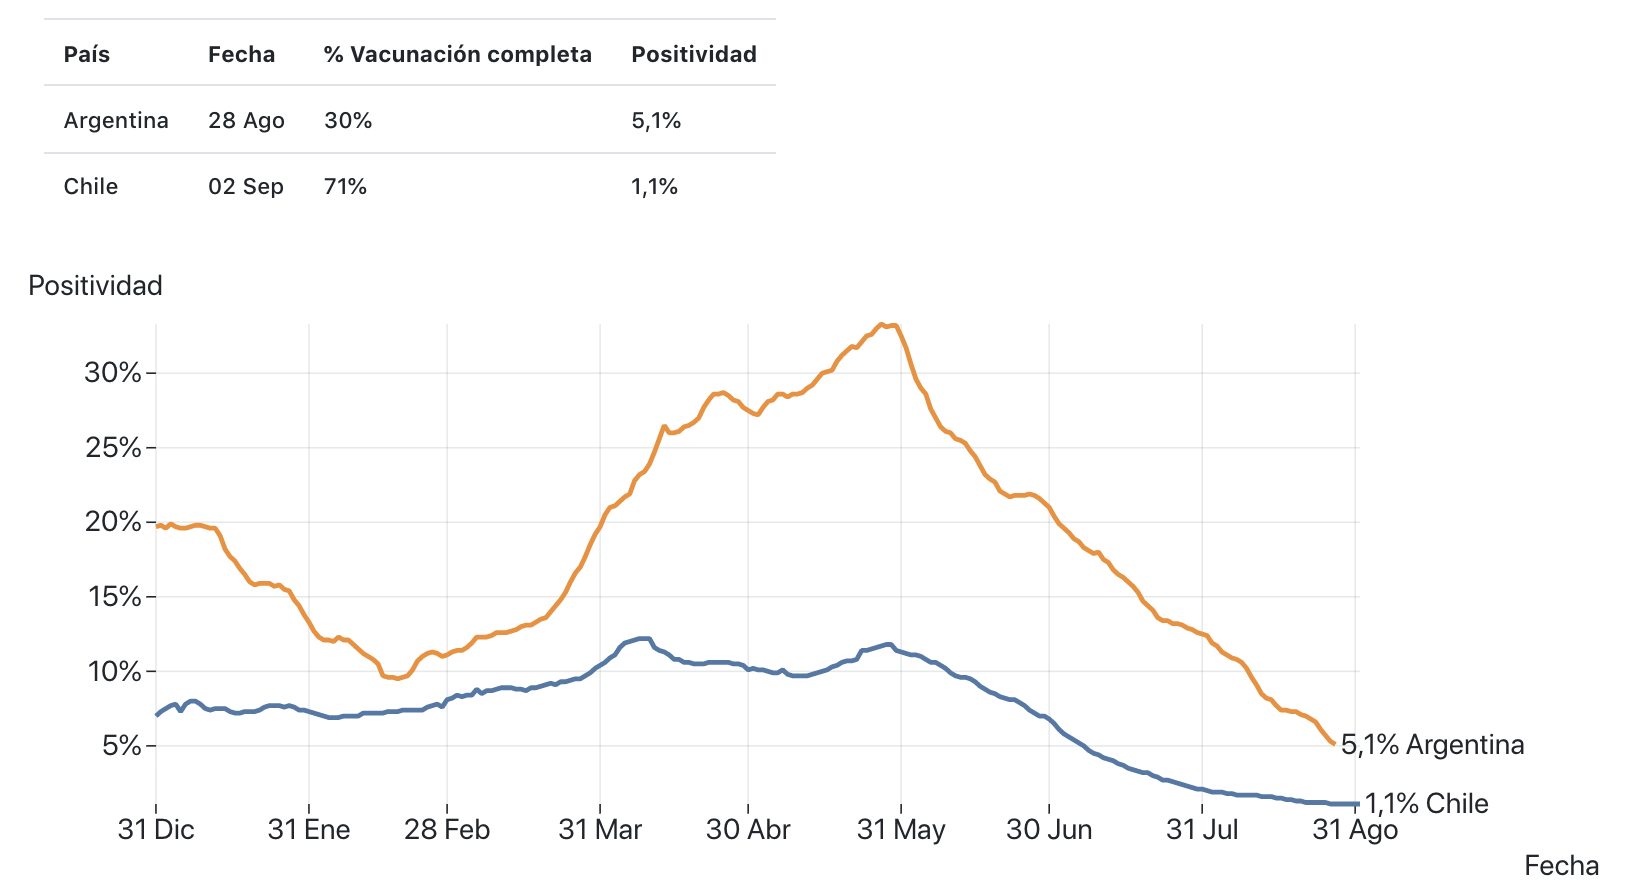 País Fecha % Vacunación completa Positividad
Argentina 28 Ago 30% 5,1%
Chile 02 Sep 71% 1,1%
Positividad
30%
25%
20%
15%
10%
5%
5,1% Argentina
1,1% Chile
31 Dic 31 Ene 28 Feb 31 Mar 30 Abr 31 May 30 Jun 31 Jul 31 Ago
Fecha